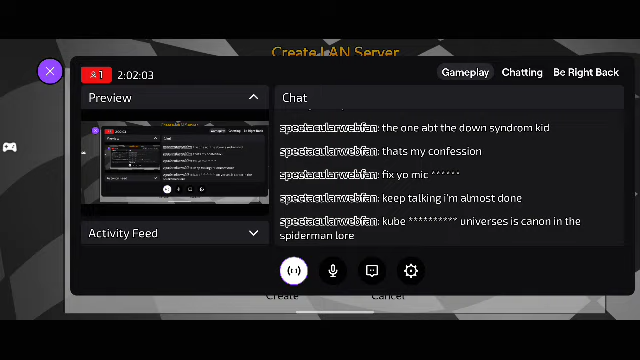 Create LAN Server
1
2:02:03
Gameplay
Chatting
Be Right Back
Preview
Activity Feed
Chat
spectacularwebfan: the one abt the down syndrom kid
spectacularwebfan: thats my confession
spectacularwebfan: fix yo mic ******
spectacularwebfan: keep talking i'm almost done
spectacularwebfan: kube ********** universes is canon in the
spiderman lore
Create
Cancel